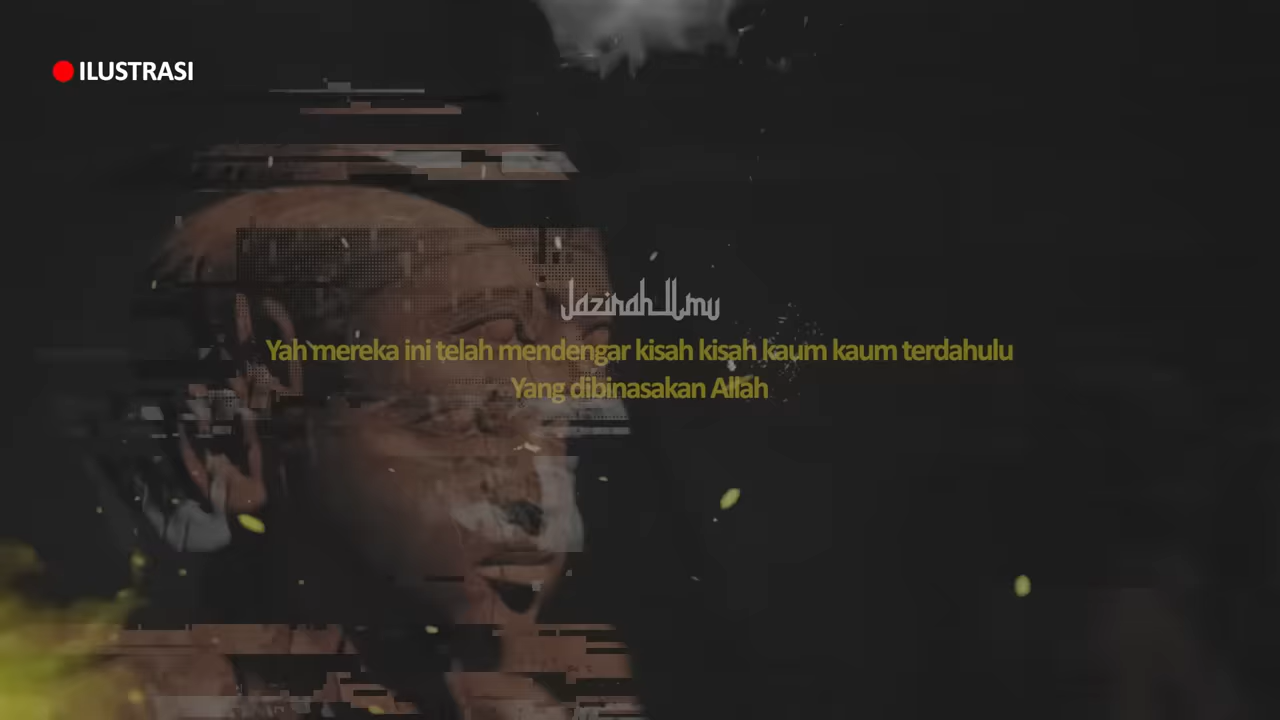 ILUSTRASI
Jazirah Ilmu
Yah mereka ini telah mendengar kisah kisah kaum kaum terdahulu
Yang dibinasakan Allah